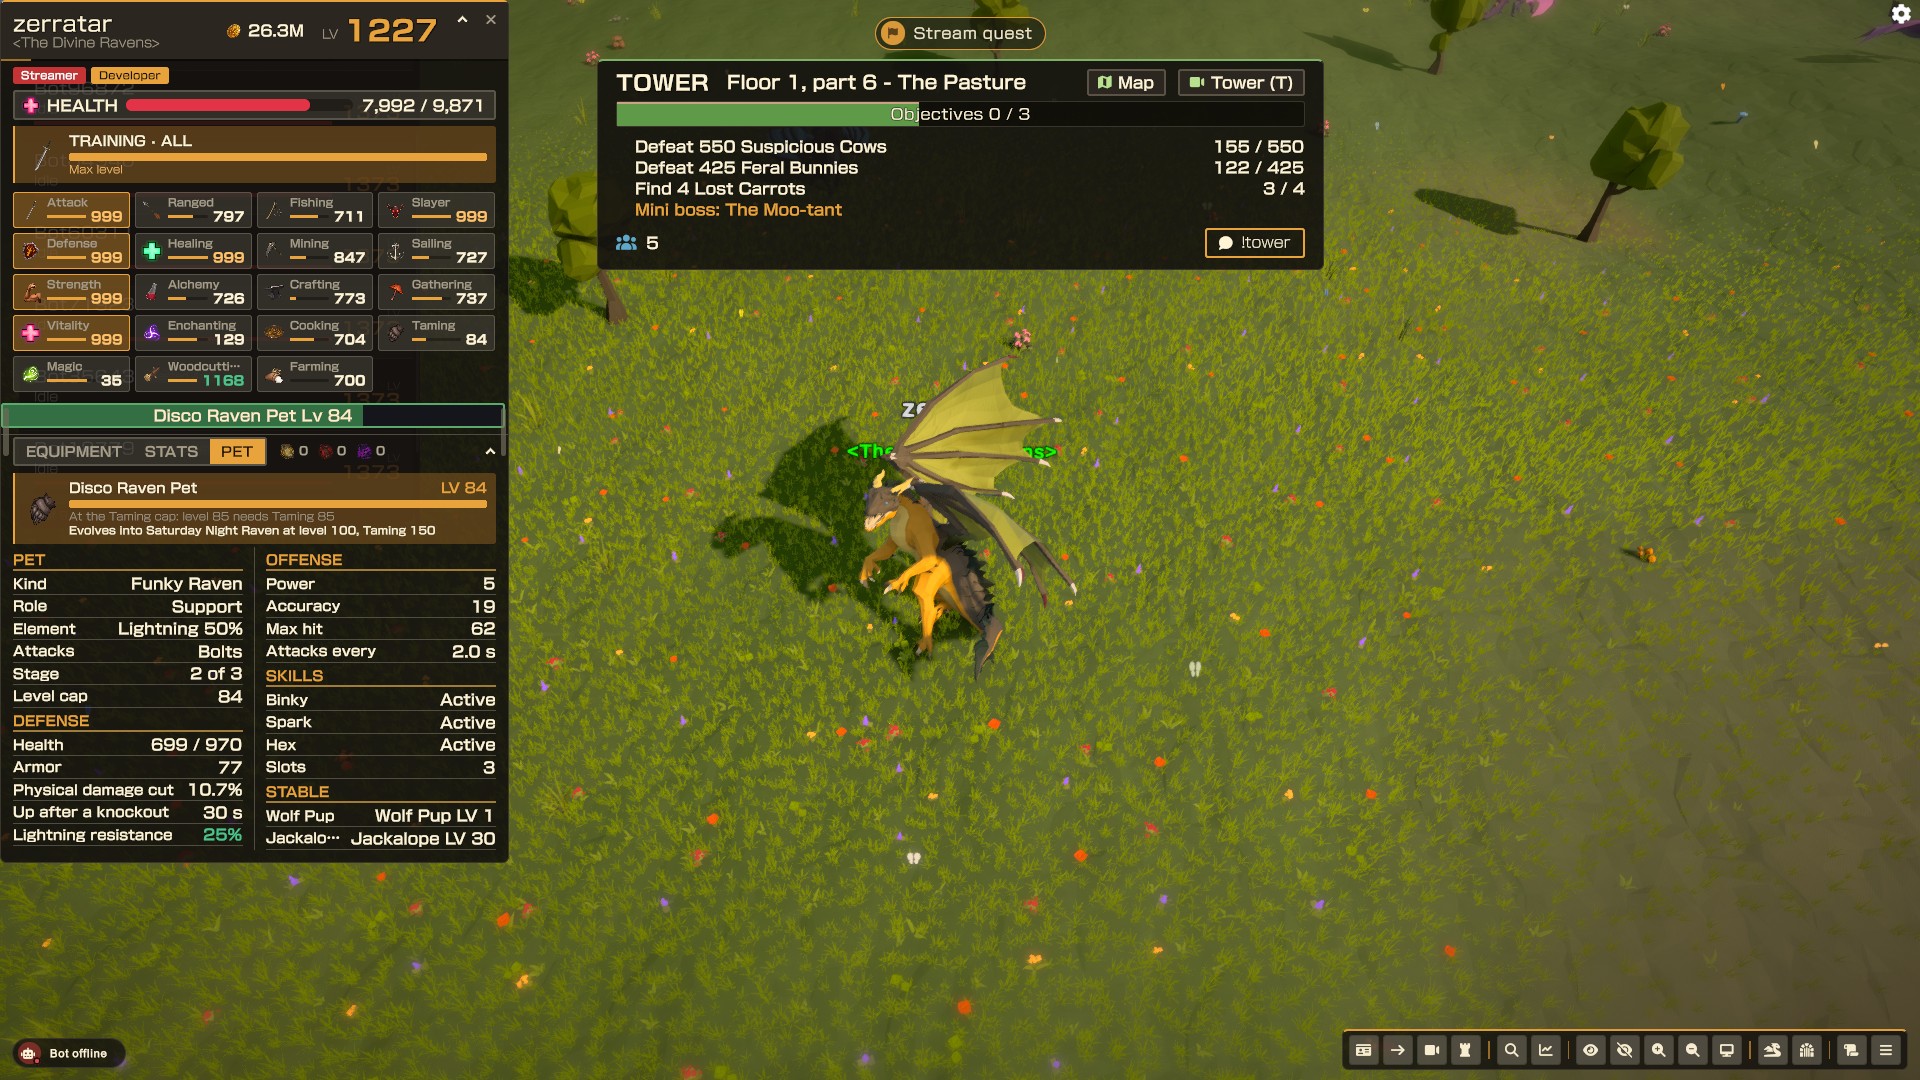 zerratar
<The Divine Ravens>
26.3M
LV 1227
Streamer Developer
HEALTH 7,992 / 9,871
TRAINING · ALL
Max level
Attack 999
Ranged 797
Fishing 711
Slayer 999
Defense 999
Healing 999
Mining 847
Sailing 727
Strength 999
Alchemy 726
Crafting 773
Gathering 737
Vitality 999
Enchanting 129
Cooking 704
Taming 84
Magic 35
Woodcutti··· 1168
Farming 700
Disco Raven Pet Lv 84
EQUIPMENT STATS PET 0 0 0
Disco Raven Pet LV 84
At the Taming cap: level 85 needs Taming 85
Evolves into Saturday Night Raven at level 100, Taming 150
PET
Kind Funky Raven
Role Support
Element Lightning 50%
Attacks Bolts
Stage 2 of 3
Level cap 84
DEFENSE
Health 699 / 970
Armor 77
Physical damage cut 10.7%
Up after a knockout 30 s
Lightning resistance 25%
OFFENSE
Power 5
Accuracy 19
Max hit 62
Attacks every 2.0 s
SKILLS
Binky Active
Spark Active
Hex Active
Slots 3
STABLE
Wolf Pup Wolf Pup LV 1
Jackalo··· Jackalope LV 30
Stream quest
TOWER Floor 1, part 6 - The Pasture
Map
Tower (T)
Objectives 0 / 3
Defeat 550 Suspicious Cows 155 / 550
Defeat 425 Feral Bunnies 122 / 425
Find 4 Lost Carrots 3 / 4
Mini boss: The Moo-tant
5
!tower
Bot offline